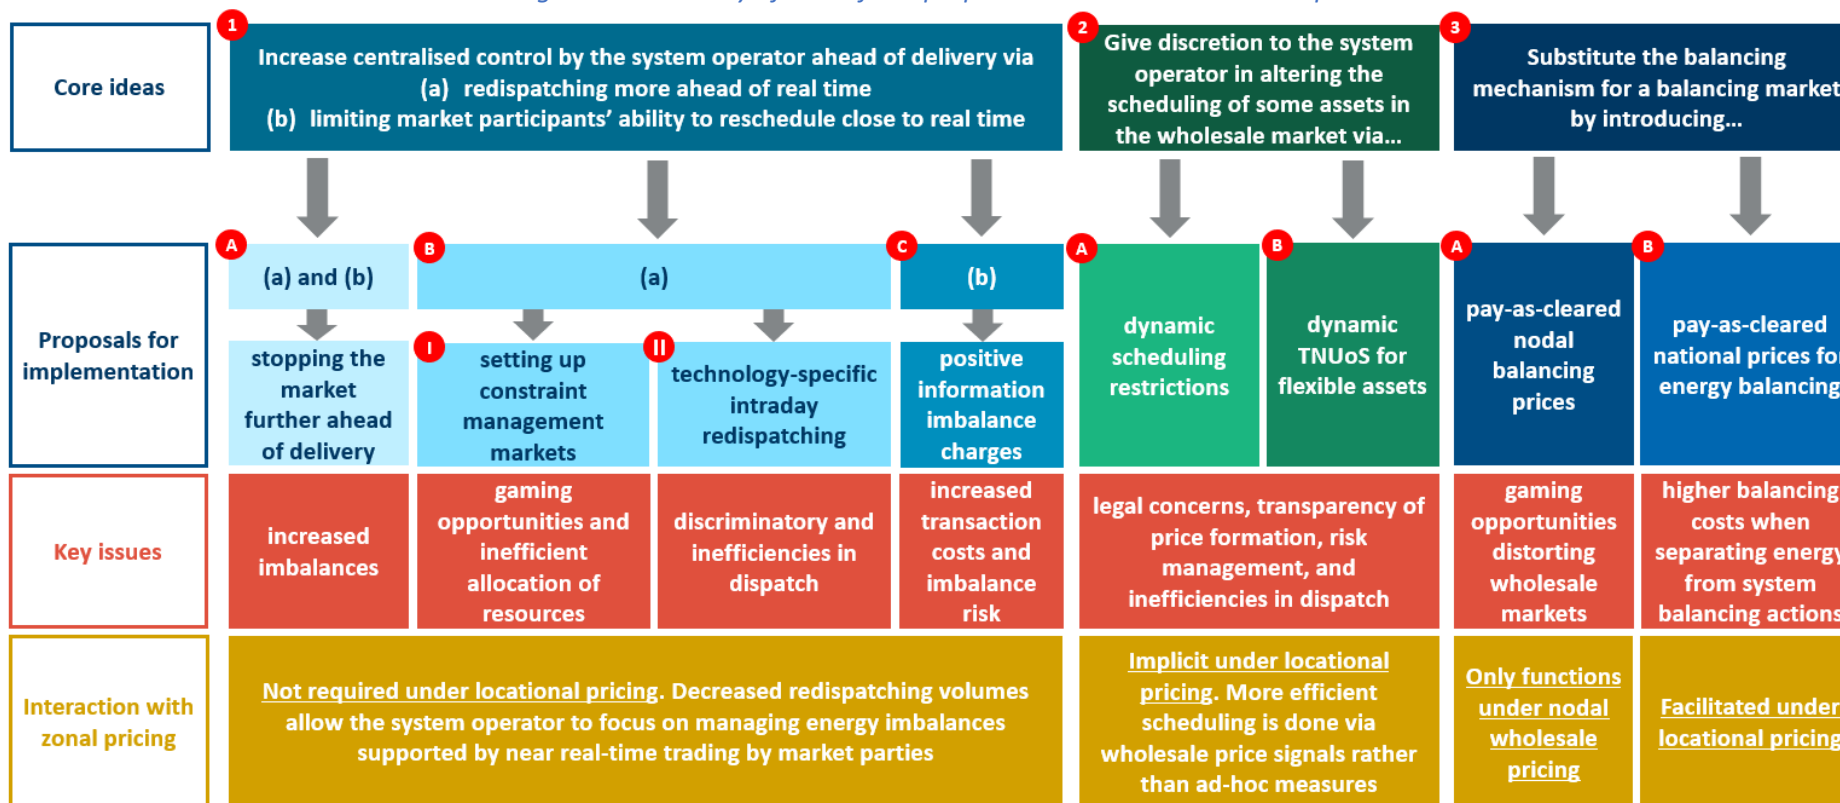 1
2
3
Core ideas
Increase centralised control by the system operator ahead of delivery via
(a) redispatching more ahead of real time
(b) limiting market participants' ability to reschedule close to real time
Give discretion to the system
operator in altering the
scheduling of some assets in
the wholesale market via...
Substitute the balancing
mechanism for a balancing market
by introducing...
Proposals for
implementation
A
(a) and (b)
stopping the
market
further ahead
of delivery
B
(a)
I
setting up
constraint
management
markets
II
technology-specific
intraday
redispatching
C
(b)
positive
information
imbalance
charges
A
dynamic
scheduling
restrictions
B
dynamic
TNUoS for
flexible assets
A
pay-as-cleared
nodal
balancing
prices
B
pay-as-cleared
national prices for
energy balancing
Key issues
increased
imbalances
gaming
opportunities and
inefficient
allocation of
resources
discriminatory and
inefficiencies in
dispatch
increased
transaction
costs and
imbalance
risk
legal concerns, transparency of
price formation, risk
management, and
inefficiencies in dispatch
gaming
opportunities
distorting
wholesale
markets
higher balancing
costs when
separating energy
from system
balancing actions
Interaction with
zonal pricing
Not required under locational pricing. Decreased redispatching volumes
allow the system operator to focus on managing energy imbalances
supported by near real-time trading by market parties
Implicit under locational
pricing. More efficient
scheduling is done via
wholesale price signals rather
than ad-hoc measures
Only functions
under nodal
wholesale
pricing
Facilitated under
locational pricing